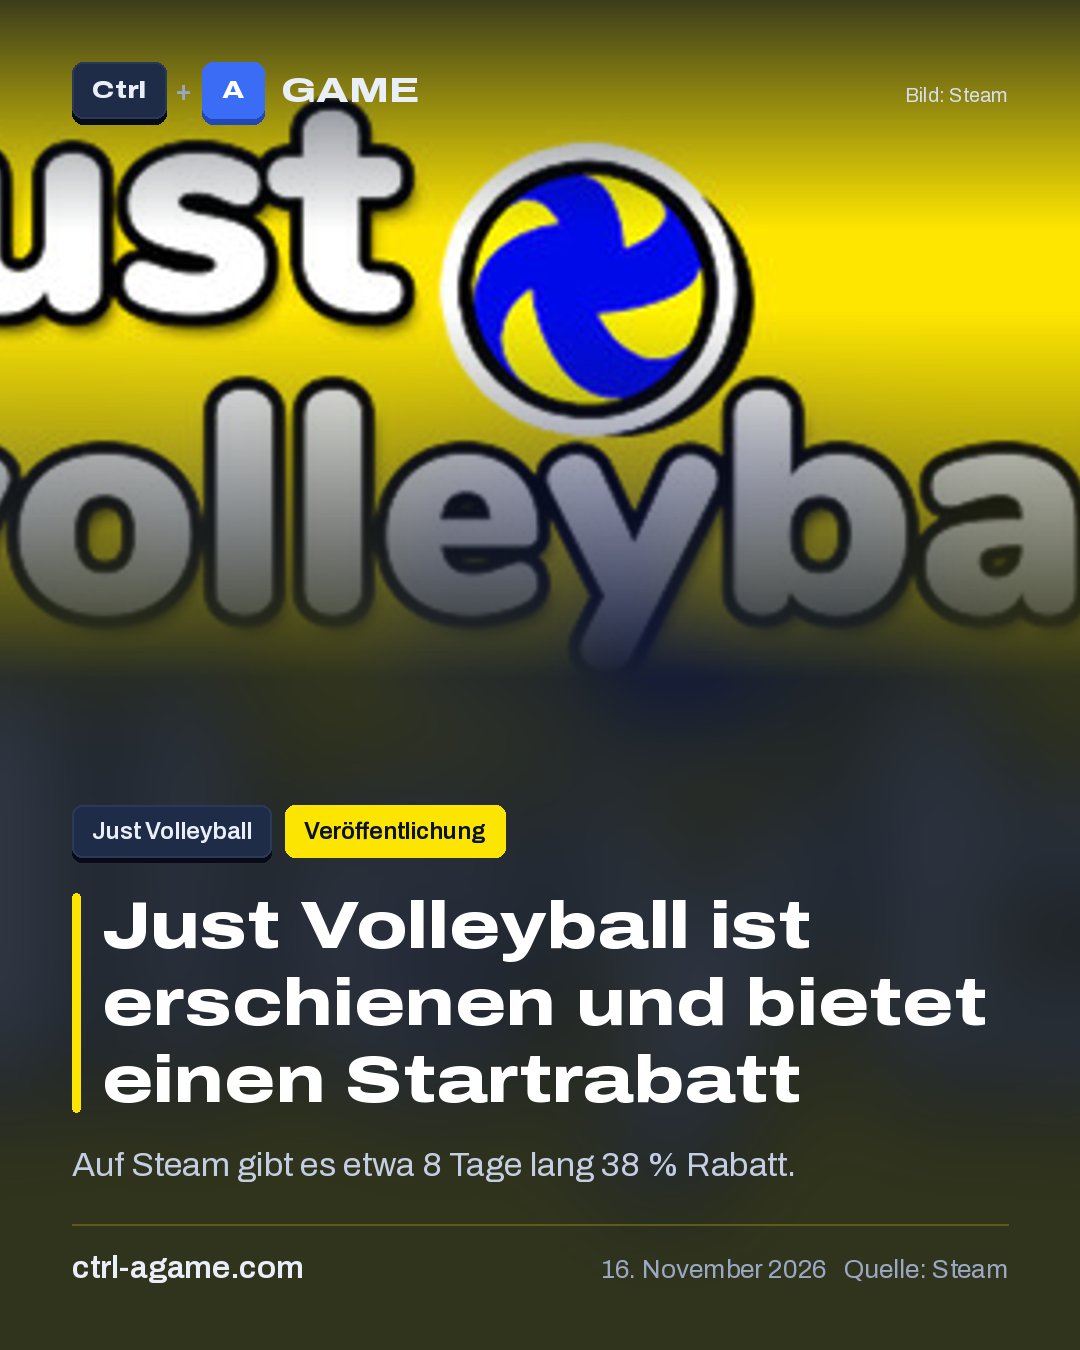 Ctrl + A GAME
Bild: Steam
ust
volleyba
Just Volleyball
Veröffentlichung
Just Volleyball ist
erschienen und bietet
einen Startrabatt
Auf Steam gibt es etwa 8 Tage lang 38 % Rabatt.
ctrl-agame.com
16. November 2026 Quelle: Steam